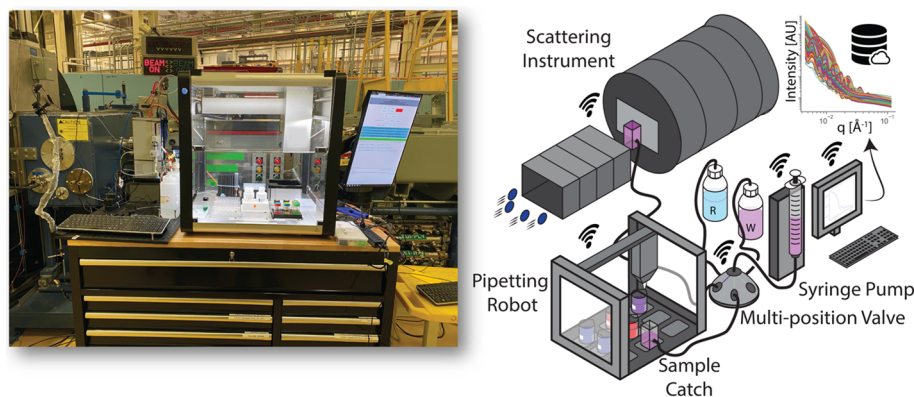 BEAM
ON
Scattering
Instrument
Intensity [AU]
10⁻²
10⁻¹
q [Å⁻¹]
R
W
Pipetting
Robot
Syringe Pump
Multi-position Valve
Sample
Catch